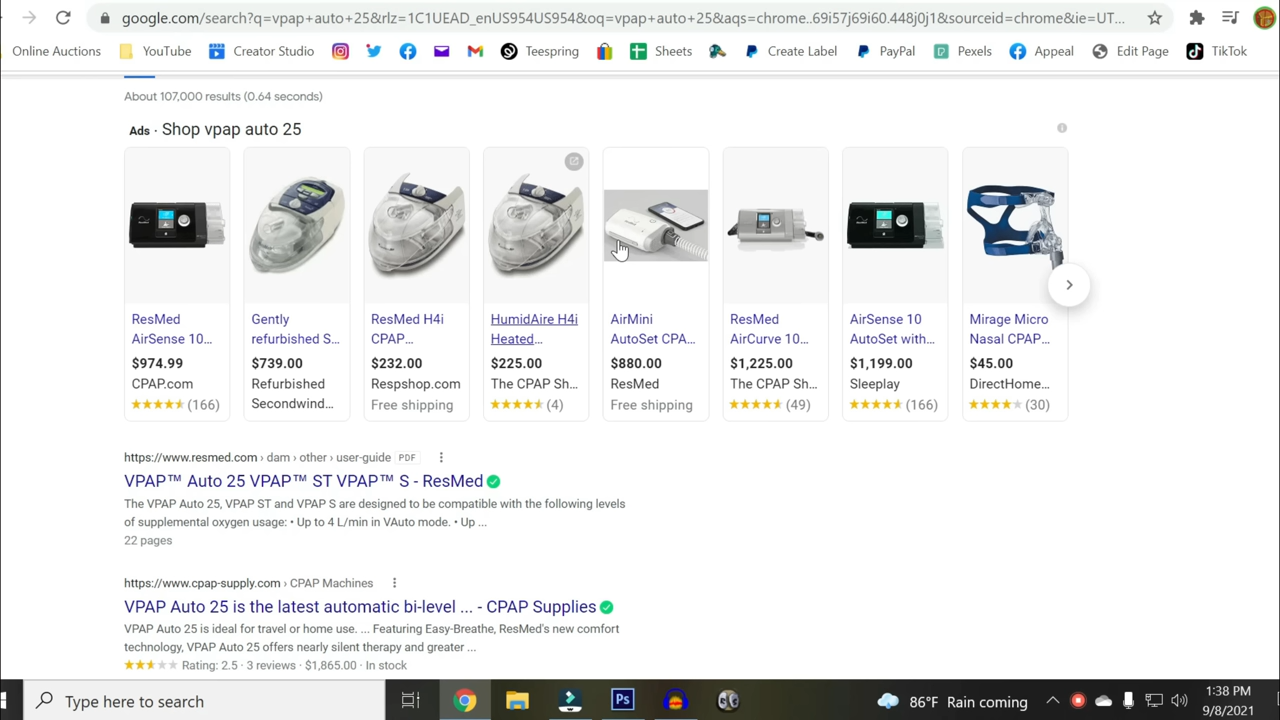 google.com/search?q=vpap+auto+25&rlz=1C1UEAD_enUS954US954&oq=vpap+auto+25&aqs=chrome..69i57j69i60.448j0j1&sourceid=chrome&ie=UT...
Online Auctions YouTube Creator Studio Teespring Sheets Create Label PayPal Pexels Appeal Edit Page TikTok
About 107,000 results (0.64 seconds)
Ads · Shop vpap auto 25
ResMed
AirSense 10...
$974.99
CPAP.com
(166)
Gently
refurbished S...
$739.00
Refurbished
Secondwind...
ResMed H4i
CPAP...
$232.00
Respshop.com
Free shipping
HumidAire H4i
Heated...
$225.00
The CPAP Sh...
(4)
AirMini
AutoSet CPA...
$880.00
ResMed
Free shipping
ResMed
AirCurve 10...
$1,225.00
The CPAP Sh...
(49)
AirSense 10
AutoSet with...
$1,199.00
Sleeplay
(166)
Mirage Micro
Nasal CPAP...
$45.00
DirectHome...
(30)
https://www.resmed.com › dam › other › user-guide PDF
VPAP™ Auto 25 VPAP™ ST VPAP™ S - ResMed
The VPAP Auto 25, VPAP ST and VPAP S are designed to be compatible with the following levels
of supplemental oxygen usage: • Up to 4 L/min in VAuto mode. • Up ...
22 pages
https://www.cpap-supply.com › CPAP Machines
VPAP Auto 25 is the latest automatic bi-level ... - CPAP Supplies
VPAP Auto 25 is ideal for travel or home use. ... Featuring Easy-Breathe, ResMed's new comfort
technology, VPAP Auto 25 offers nearly silent therapy and greater ...
Rating: 2.5 · 3 reviews · $1,865.00 · In stock
Type here to search
Ps
86°F Rain coming
1:38 PM
9/8/2021